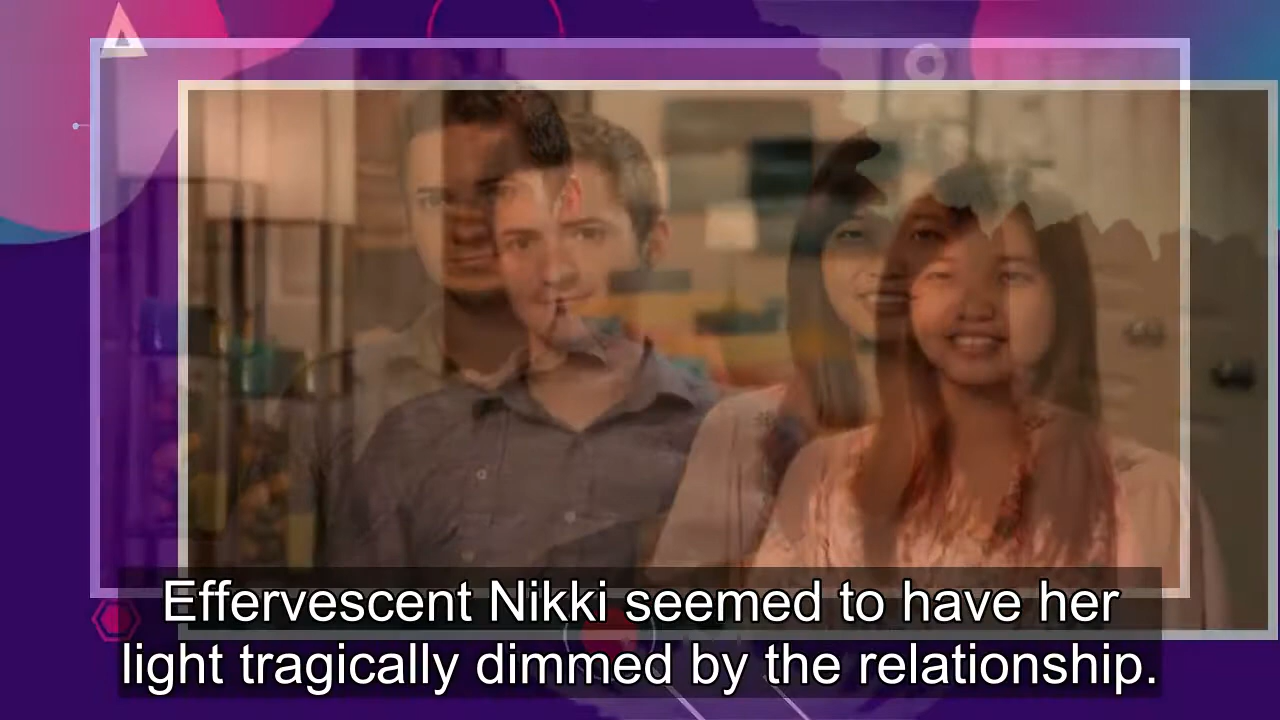 Effervescent Nikki seemed to have her
light tragically dimmed by the relationship.